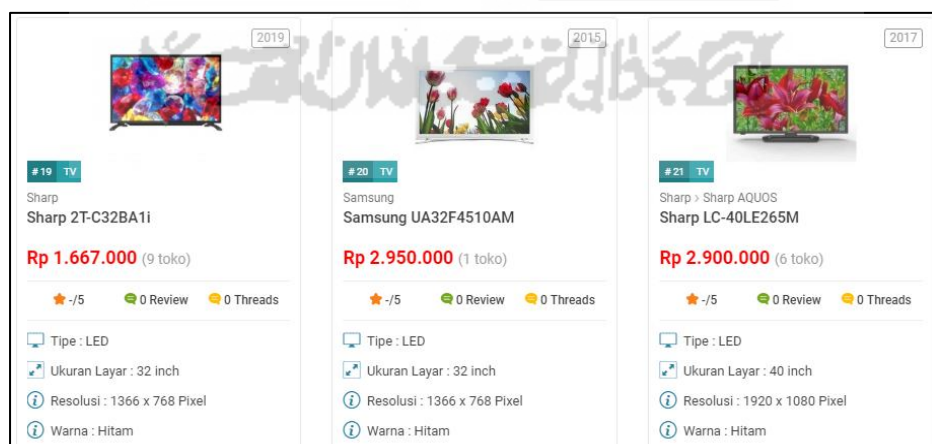 2019
#19 TV
Sharp
Sharp 2T-C32BA1i
Rp 1.667.000 (9 toko)
-/5 0 Review 0 Threads
Tipe : LED
Ukuran Layar : 32 inch
Resolusi : 1366 x 768 Pixel
Warna : Hitam
2015
#20 TV
Samsung
Samsung UA32F4510AM
Rp 2.950.000 (1 toko)
-/5 0 Review 0 Threads
Tipe : LED
Ukuran Layar : 32 inch
Resolusi : 1366 x 768 Pixel
Warna : Hitam
2017
#21 TV
Sharp › Sharp AQUOS
Sharp LC-40LE265M
Rp 2.900.000 (6 toko)
-/5 0 Review 0 Threads
Tipe : LED
Ukuran Layar : 40 inch
Resolusi : 1920 x 1080 Pixel
Warna : Hitam